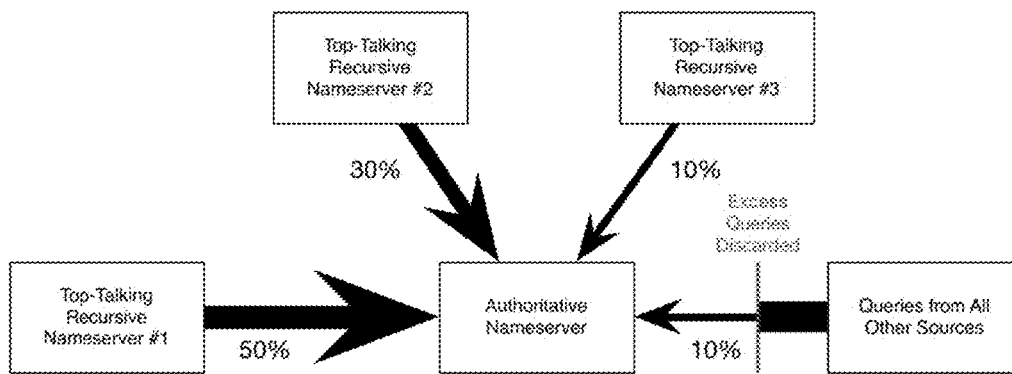 Top-Talking
Recursive
Nameserver #2
Top-Talking
Recursive
Nameserver #3
30%
10%
Excess
Queries
Discarded
Top-Talking
Recursive
Nameserver #1
50%
Authoritative
Nameserver
10%
Queries from All
Other Sources